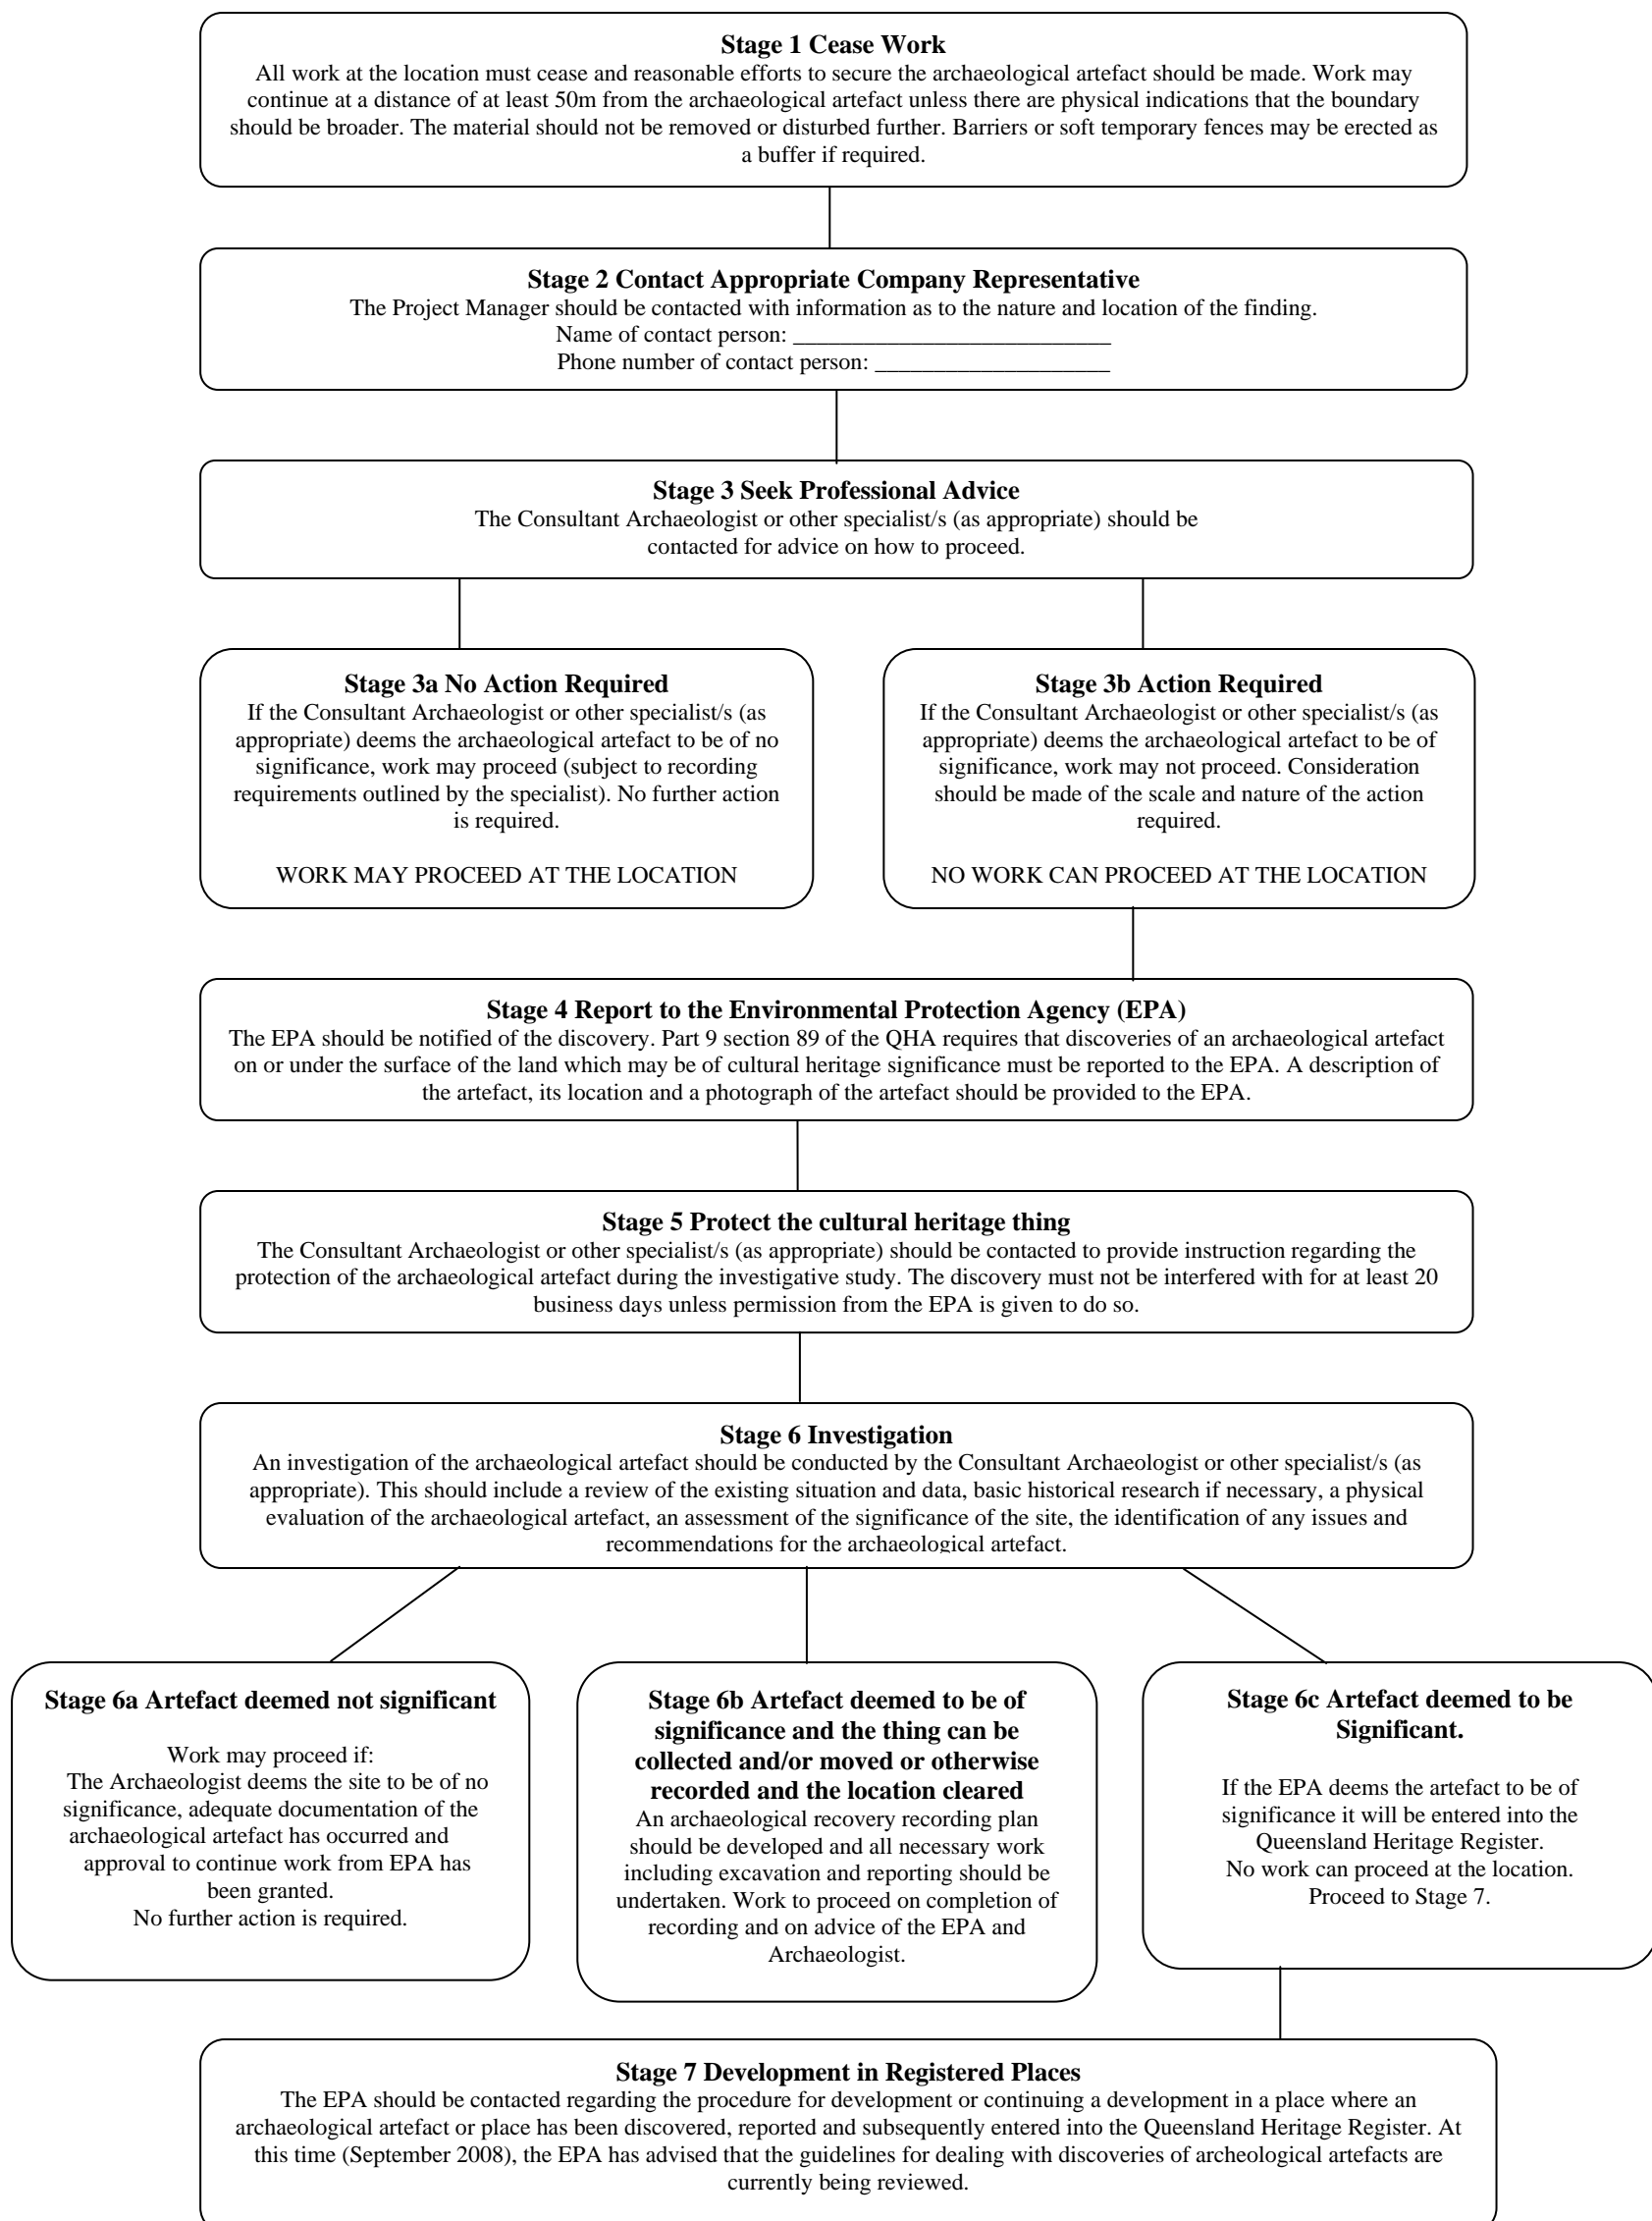 Stage 1 Cease Work
All work at the location must cease and reasonable efforts to secure the archaeological artefact should be made. Work may
continue at a distance of at least 50m from the archaeological artefact unless there are physical indications that the boundary
should be broader. The material should not be removed or disturbed further. Barriers or soft temporary fences may be erected as
a buffer if required.
Stage 2 Contact Appropriate Company Representative
The Project Manager should be contacted with information as to the nature and location of the finding.
Name of contact person: ___________________________
Phone number of contact person: ____________________
Stage 3 Seek Professional Advice
The Consultant Archaeologist or other specialist/s (as appropriate) should be
contacted for advice on how to proceed.
Stage 3a No Action Required
If the Consultant Archaeologist or other specialist/s (as
appropriate) deems the archaeological artefact to be of no
significance, work may proceed (subject to recording
requirements outlined by the specialist). No further action
is required.
WORK MAY PROCEED AT THE LOCATION
Stage 3b Action Required
If the Consultant Archaeologist or other specialist/s (as
appropriate) deems the archaeological artefact to be of
significance, work may not proceed. Consideration
should be made of the scale and nature of the action
required.
NO WORK CAN PROCEED AT THE LOCATION
Stage 4 Report to the Environmental Protection Agency (EPA)
The EPA should be notified of the discovery. Part 9 section 89 of the QHA requires that discoveries of an archaeological artefact
on or under the surface of the land which may be of cultural heritage significance must be reported to the EPA. A description of
the artefact, its location and a photograph of the artefact should be provided to the EPA.
Stage 5 Protect the cultural heritage thing
The Consultant Archaeologist or other specialist/s (as appropriate) should be contacted to provide instruction regarding the
protection of the archaeological artefact during the investigative study. The discovery must not be interfered with for at least 20
business days unless permission from the EPA is given to do so.
Stage 6 Investigation
An investigation of the archaeological artefact should be conducted by the Consultant Archaeologist or other specialist/s (as
appropriate). This should include a review of the existing situation and data, basic historical research if necessary, a physical
evaluation of the archaeological artefact, an assessment of the significance of the site, the identification of any issues and
recommendations for the archaeological artefact.
Stage 6a Artefact deemed not significant
Work may proceed if:
The Archaeologist deems the site to be of no
significance, adequate documentation of the
archaeological artefact has occurred and
approval to continue work from EPA has
been granted.
No further action is required.
Stage 6b Artefact deemed to be of
significance and the thing can be
collected and/or moved or otherwise
recorded and the location cleared
An archaeological recovery recording plan
should be developed and all necessary work
including excavation and reporting should be
undertaken. Work to proceed on completion of
recording and on advice of the EPA and
Archaeologist.
Stage 6c Artefact deemed to be
Significant.
If the EPA deems the artefact to be of
significance it will be entered into the
Queensland Heritage Register.
No work can proceed at the location.
Proceed to Stage 7.
Stage 7 Development in Registered Places
The EPA should be contacted regarding the procedure for development or continuing a development in a place where an
archaeological artefact or place has been discovered, reported and subsequently entered into the Queensland Heritage Register. At
this time (September 2008), the EPA has advised that the guidelines for dealing with discoveries of archeological artefacts are
currently being reviewed.